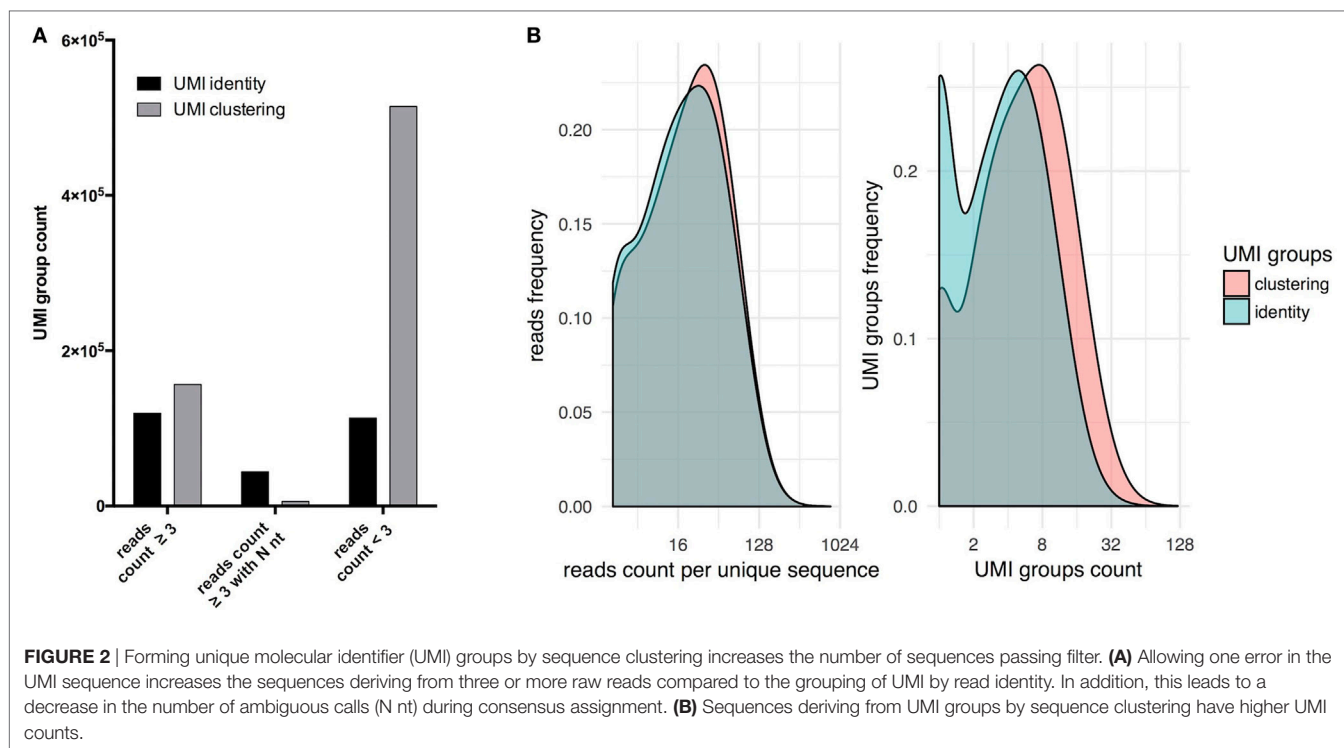 A
6×10⁵
4×10⁵
2×10⁵
0
UMI group count
UMI identity
UMI clustering
reads
count ≥ 3
reads count
≥ 3 with N nt
reads
count < 3
B
0.20
0.15
0.10
0.05
0.00
reads frequency
16 128 1024
reads count per unique sequence
0.2
0.1
0.0
UMI groups frequency
2 8 32 128
UMI groups count
UMI groups
clustering
identity
FIGURE 2 | Forming unique molecular identifier (UMI) groups by sequence clustering increases the number of sequences passing filter. (A) Allowing one error in the
UMI sequence increases the sequences deriving from three or more raw reads compared to the grouping of UMI by read identity. In addition, this leads to a
decrease in the number of ambiguous calls (N nt) during consensus assignment. (B) Sequences deriving from UMI groups by sequence clustering have higher UMI
counts.